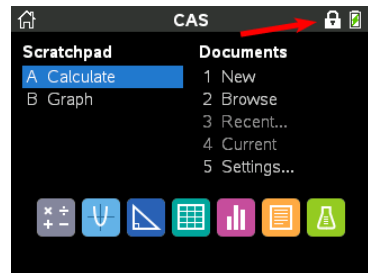 CAS
Scratchpad
A Calculate
B Graph
Documents
1 New
2 Browse
3 Recent...
4 Current
5 Settings...